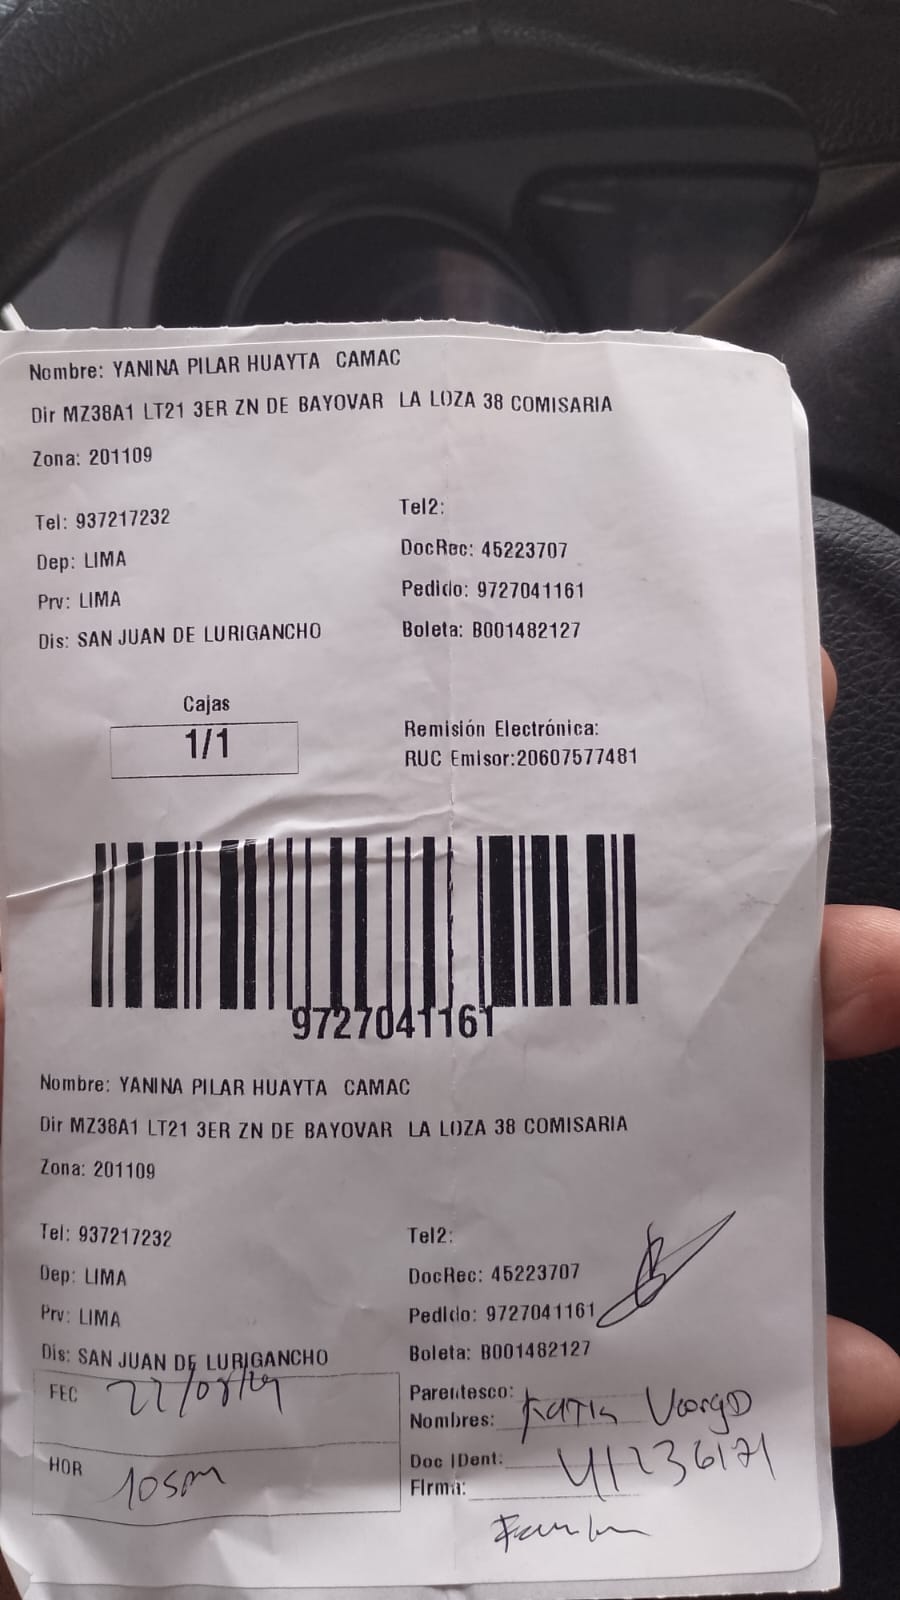 Nombre: YANINA PILAR HUAYTA CAMAC
Dir MZ38A1 LT21 3ER ZN DE BAYOVAR LA LOZA 38 COMISARIA
Zona: 201109
Tel: 937217232
Tel2:
Dep: LIMA
DocRec: 45223707
Prv: LIMA
Pedido: 9727041161
Dis: SAN JUAN DE LURIGANCHO
Boleta: B001482127
Cajas
1/1
Remisión Electrónica:
RUC Emisor:20607577481
9727041161
Nombre: YANINA PILAR HUAYTA CAMAC
Dir MZ38A1 LT21 3ER ZN DE BAYOVAR LA LOZA 38 COMISARIA
Zona: 201109
Tel: 937217232
Tel2:
Dep: LIMA
DocRec: 45223707
Prv: LIMA
Pedido: 9727041161
Dis: SAN JUAN DE LURIGANCHO
Boleta: B001482127
FEC
Parentesco:
Nombres: Katia
HOR
Doc IDent: 41236171
Firma: